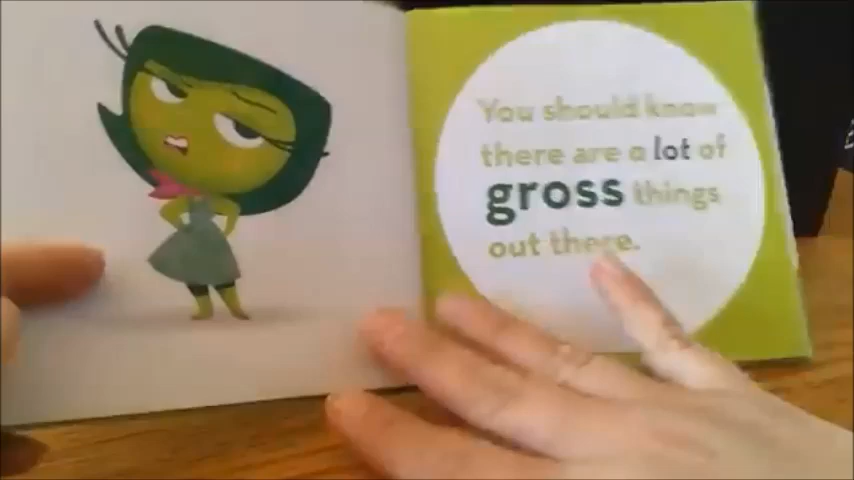 You should know
there are a lot of
gross things
out there.